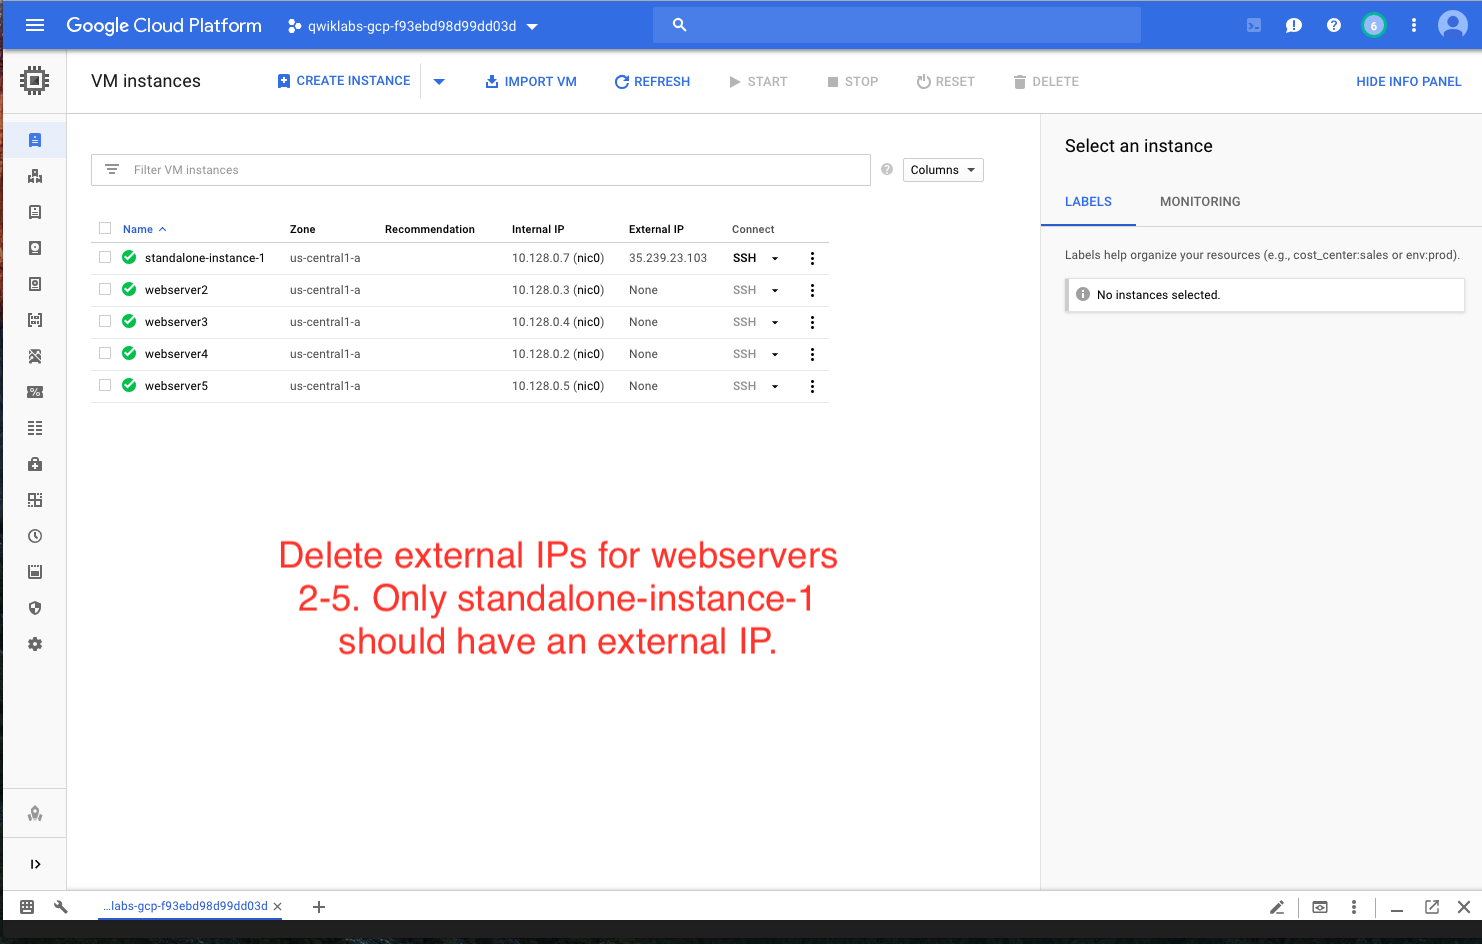 Google Cloud Platform
qwiklabs-gcp-f93ebd98d99dd03d
6
VM instances
CREATE INSTANCE
IMPORT VM
REFRESH
START
STOP
RESET
DELETE
HIDE INFO PANEL
Filter VM instances
Columns
Name Zone Recommendation Internal IP External IP Connect
standalone-instance-1 us-central1-a 10.128.0.7 (nic0) 35.239.23.103 SSH
webserver2 us-central1-a 10.128.0.3 (nic0) None SSH
webserver3 us-central1-a 10.128.0.4 (nic0) None SSH
webserver4 us-central1-a 10.128.0.2 (nic0) None SSH
webserver5 us-central1-a 10.128.0.5 (nic0) None SSH
Select an instance
LABELS MONITORING
Labels help organize your resources (e.g., cost_center:sales or env:prod).
No instances selected.
Delete external IPs for webservers
2-5. Only standalone-instance-1
should have an external IP.
...labs-gcp-f93ebd98d99dd03d